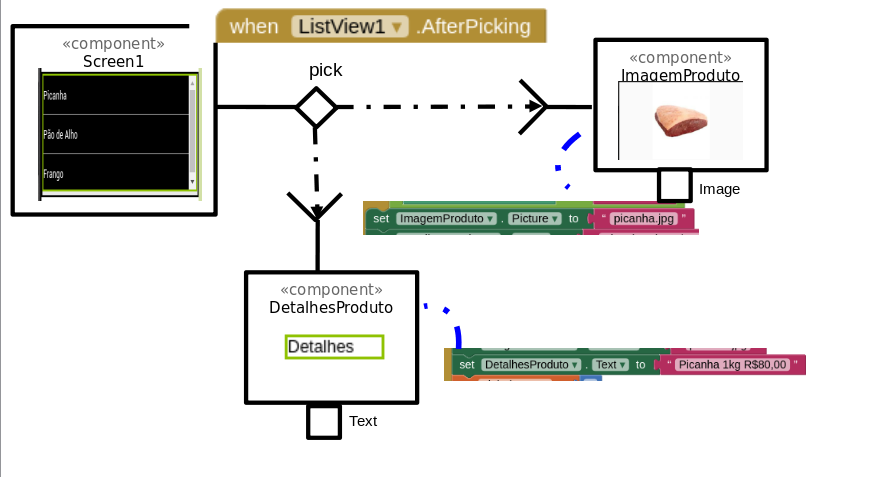 when ListView1 ▾ .AfterPicking
«component»
Screen1
Picanha
Pão de Alho
Frango
pick
«component»
ImagemProduto
Image
set ImagemProduto ▾ . Picture ▾ to “ picanha.jpg ”
«component»
DetalhesProduto
Detalhes
Text
set DetalhesProduto ▾ . Text ▾ to “ Picanha 1kg R$80,00 ”